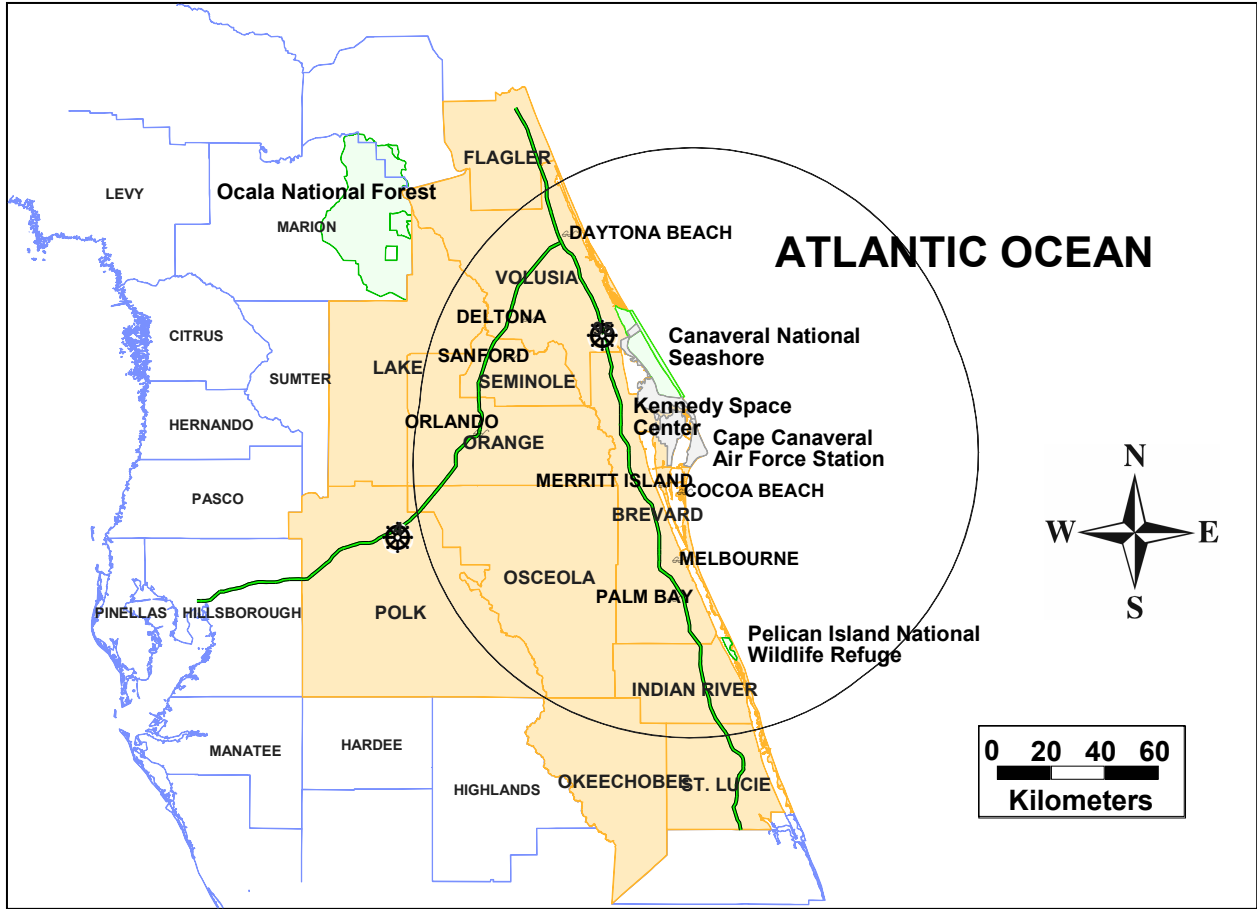 FLAGLER
LEVY
Ocala National Forest
MARION
DAYTONA BEACH
ATLANTIC OCEAN
VOLUSIA
DELTONA
CITRUS
Canaveral National
Seashore
SANFORD
LAKE
SUMTER
SEMINOLE
Kennedy Space
Center
HERNANDO
ORLANDO
ORANGE
Cape Canaveral
Air Force Station
N
MERRITT ISLAND
COCOA BEACH
PASCO
BREVARD
W
E
MELBOURNE
OSCEOLA
PALM BAY
S
PINELLAS
HILLSBOROUGH
POLK
Pelican Island National
Wildlife Refuge
INDIAN RIVER
MANATEE
HARDEE
0 20 40 60
Kilometers
HIGHLANDS
OKEECHOBEE
ST. LUCIE